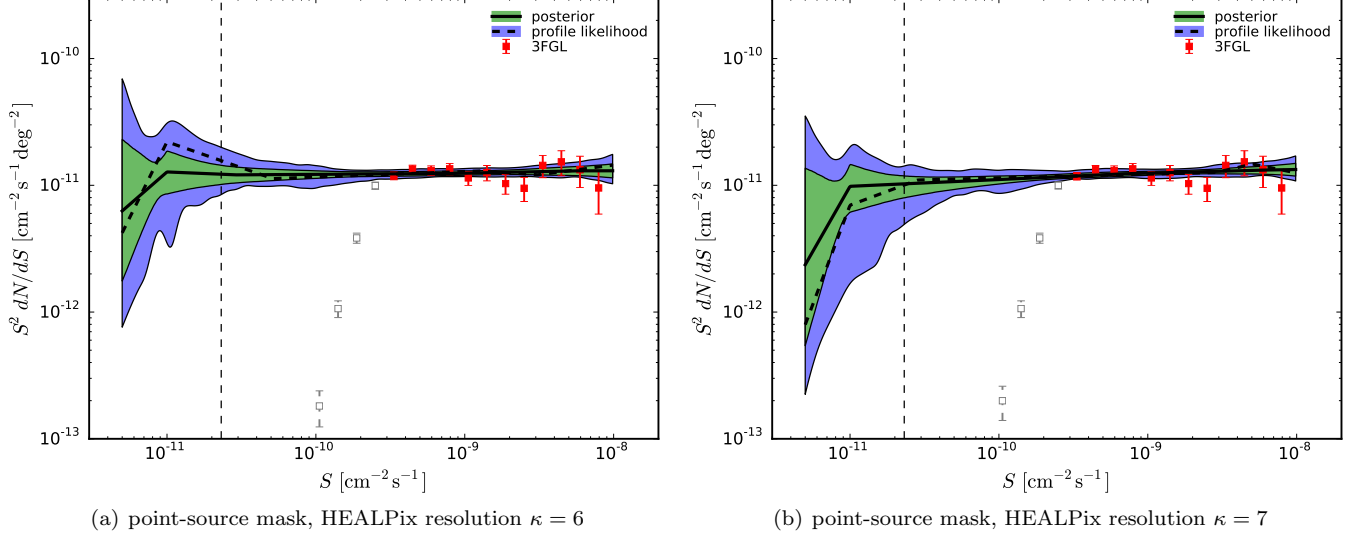 posterior
profile likelihood
3FGL
10⁻¹⁰
10⁻¹¹
10⁻¹²
10⁻¹³
S² dN/dS [cm⁻² s⁻¹ deg⁻²]
10⁻¹¹ 10⁻¹⁰ 10⁻⁹ 10⁻⁸
S [cm⁻² s⁻¹]
(a) point-source mask, HEALPix resolution κ = 6
posterior
profile likelihood
3FGL
10⁻¹⁰
10⁻¹¹
10⁻¹²
10⁻¹³
S² dN/dS [cm⁻² s⁻¹ deg⁻²]
10⁻¹¹ 10⁻¹⁰ 10⁻⁹ 10⁻⁸
S [cm⁻² s⁻¹]
(b) point-source mask, HEALPix resolution κ = 7